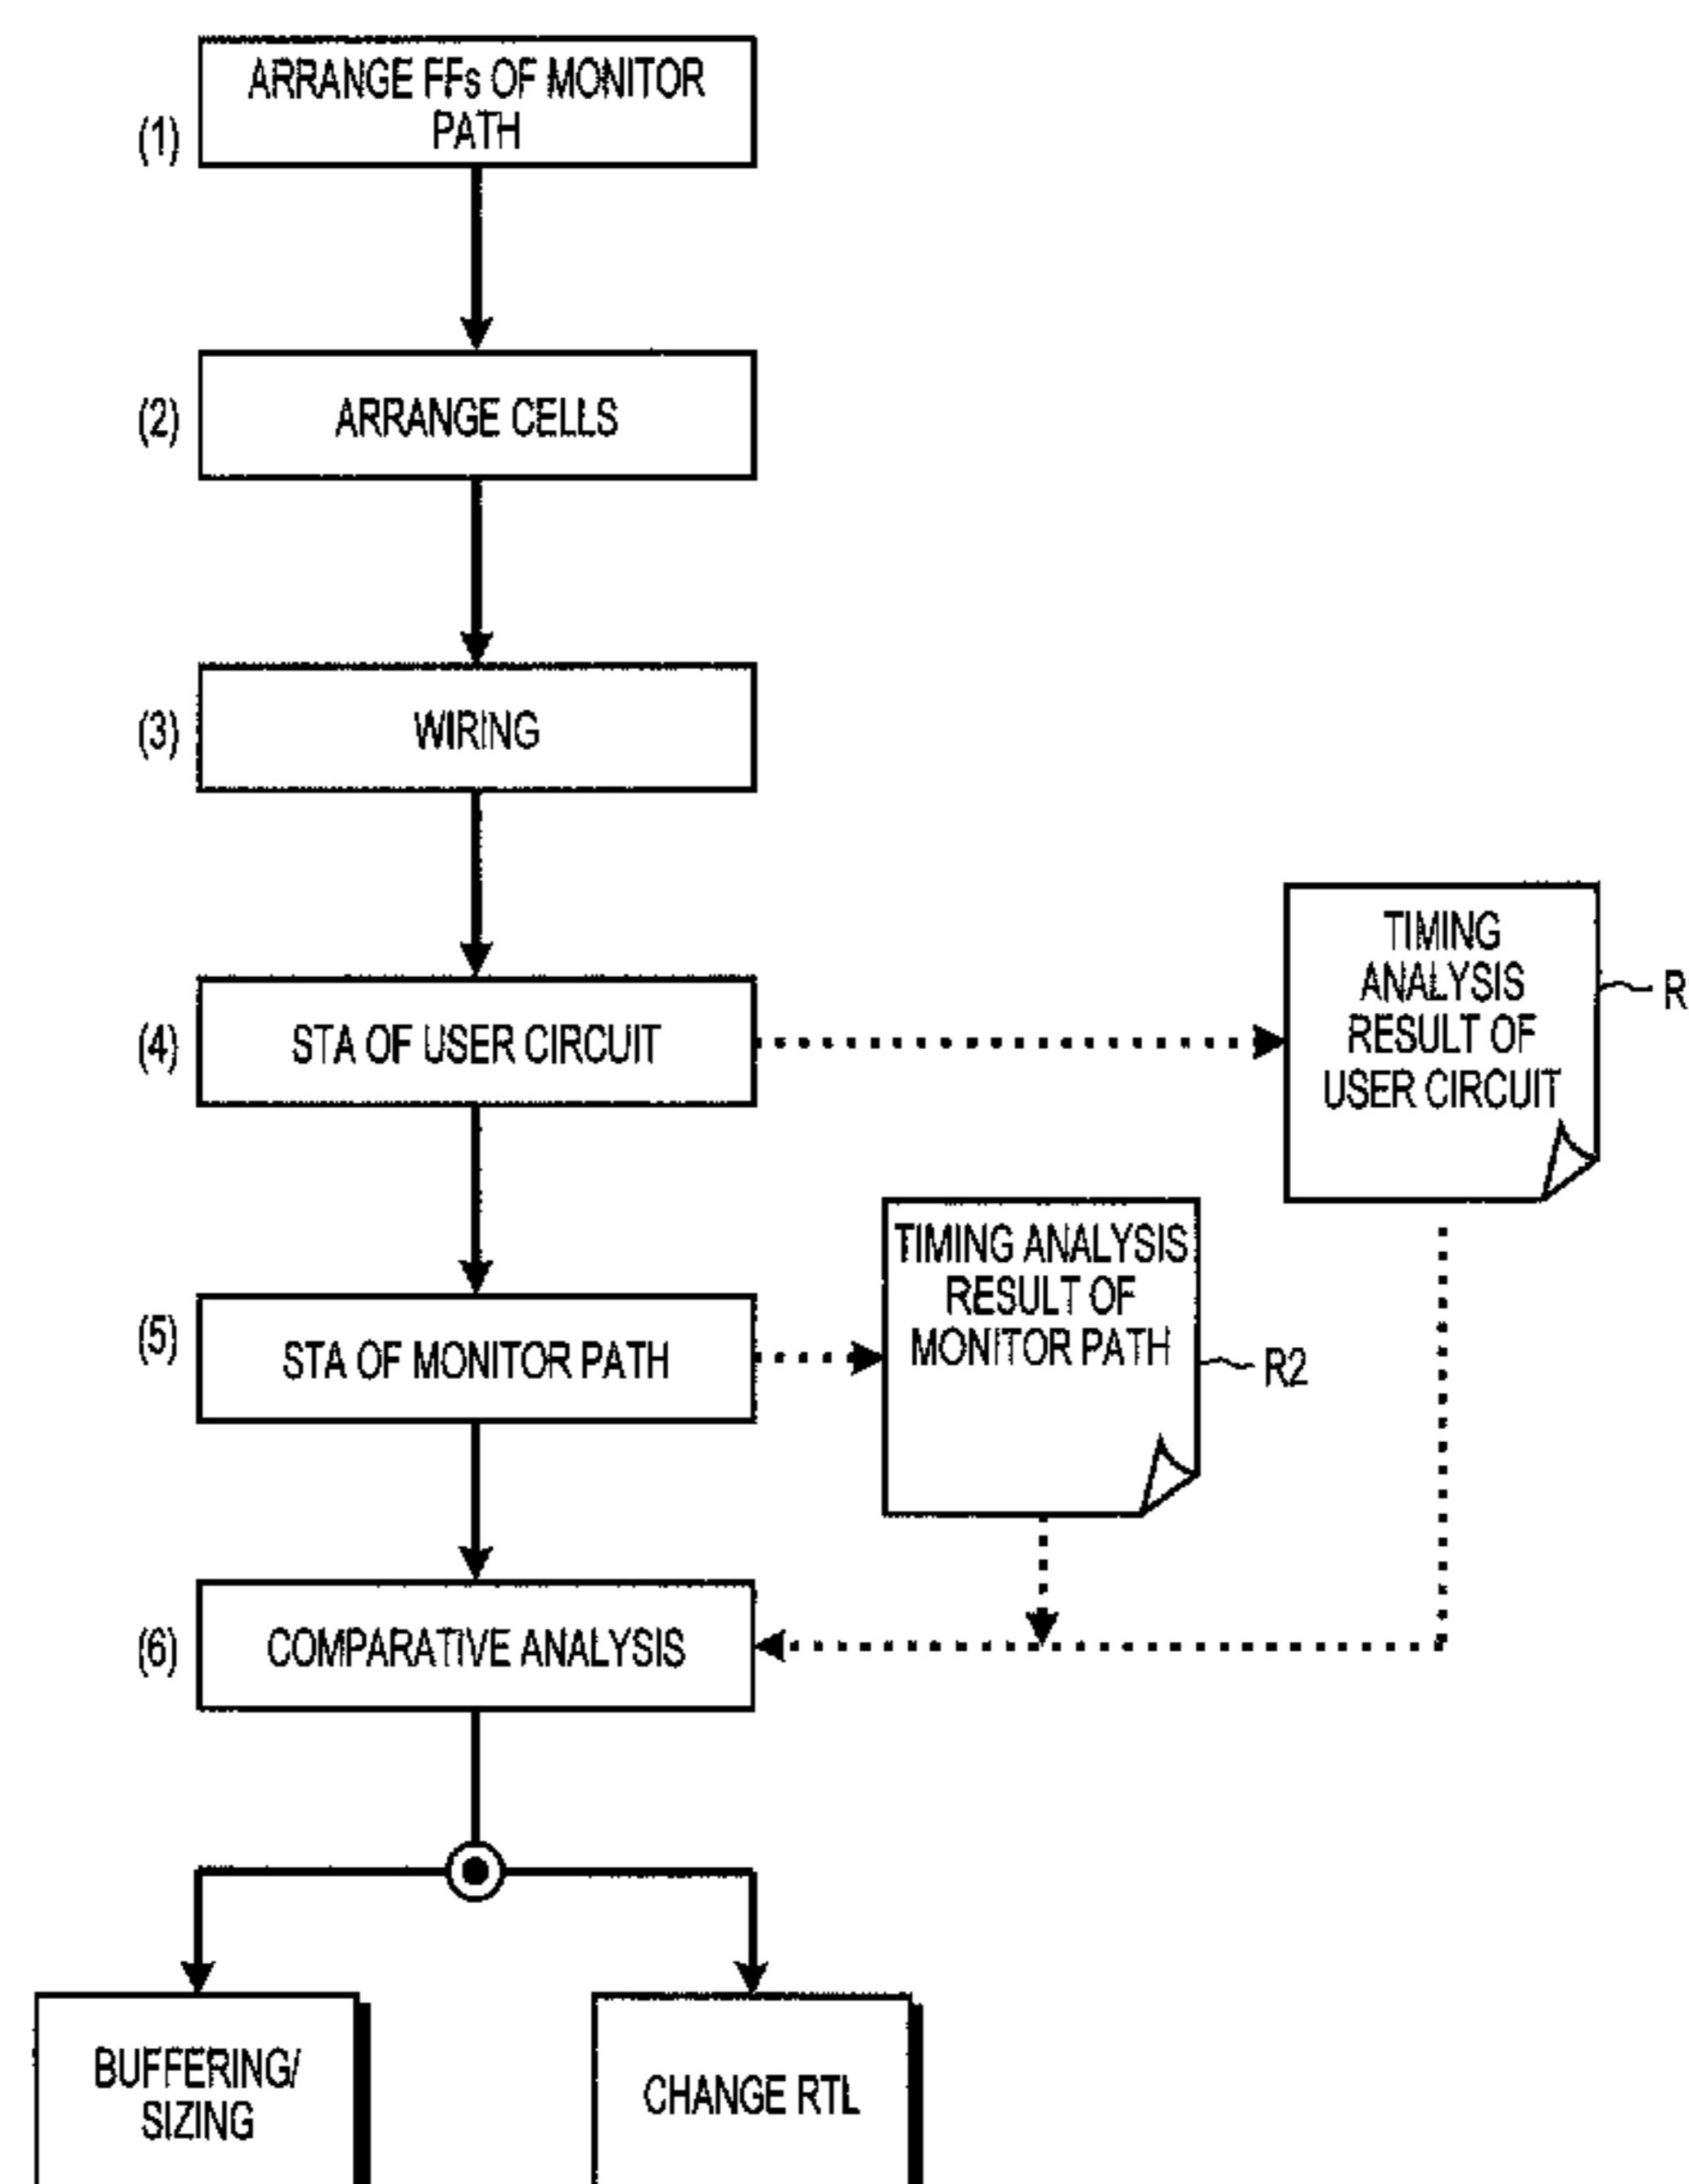 ARRANGE FFs OF MONITOR
PATH
(1)
(2)
ARRANGE CELLS
(3)
WIRING
(4)
STA OF USER CIRCUIT
TIMING
ANALYSIS
RESULT OF
USER CIRCUIT
R
(5)
STA OF MONITOR PATH
TIMING ANALYSIS
RESULT OF
MONITOR PATH
R2
(6)
COMPARATIVE ANALYSIS
BUFFERING/
SIZING
CHANGE RTL